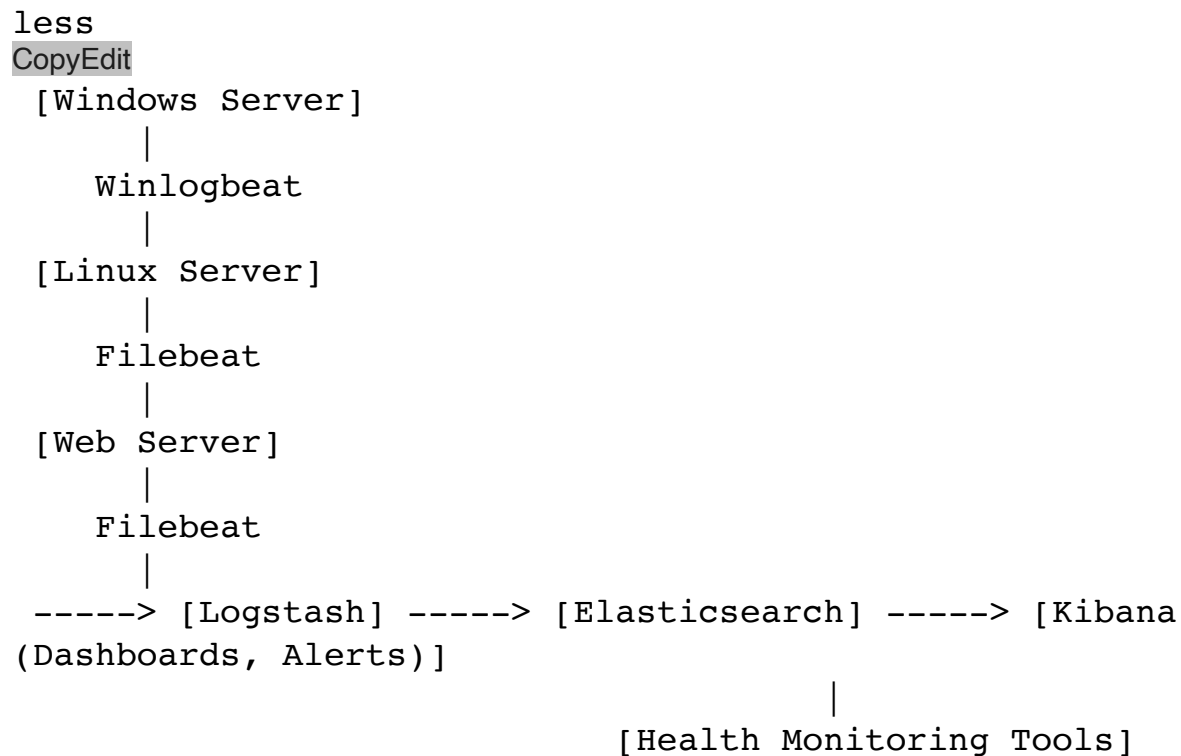 less
CopyEdit
[Windows Server]
|
Winlogbeat
|
[Linux Server]
|
Filebeat
|
[Web Server]
|
Filebeat
|
-----> [Logstash] -----> [Elasticsearch] -----> [Kibana
(Dashboards, Alerts)]
|
[Health Monitoring Tools]